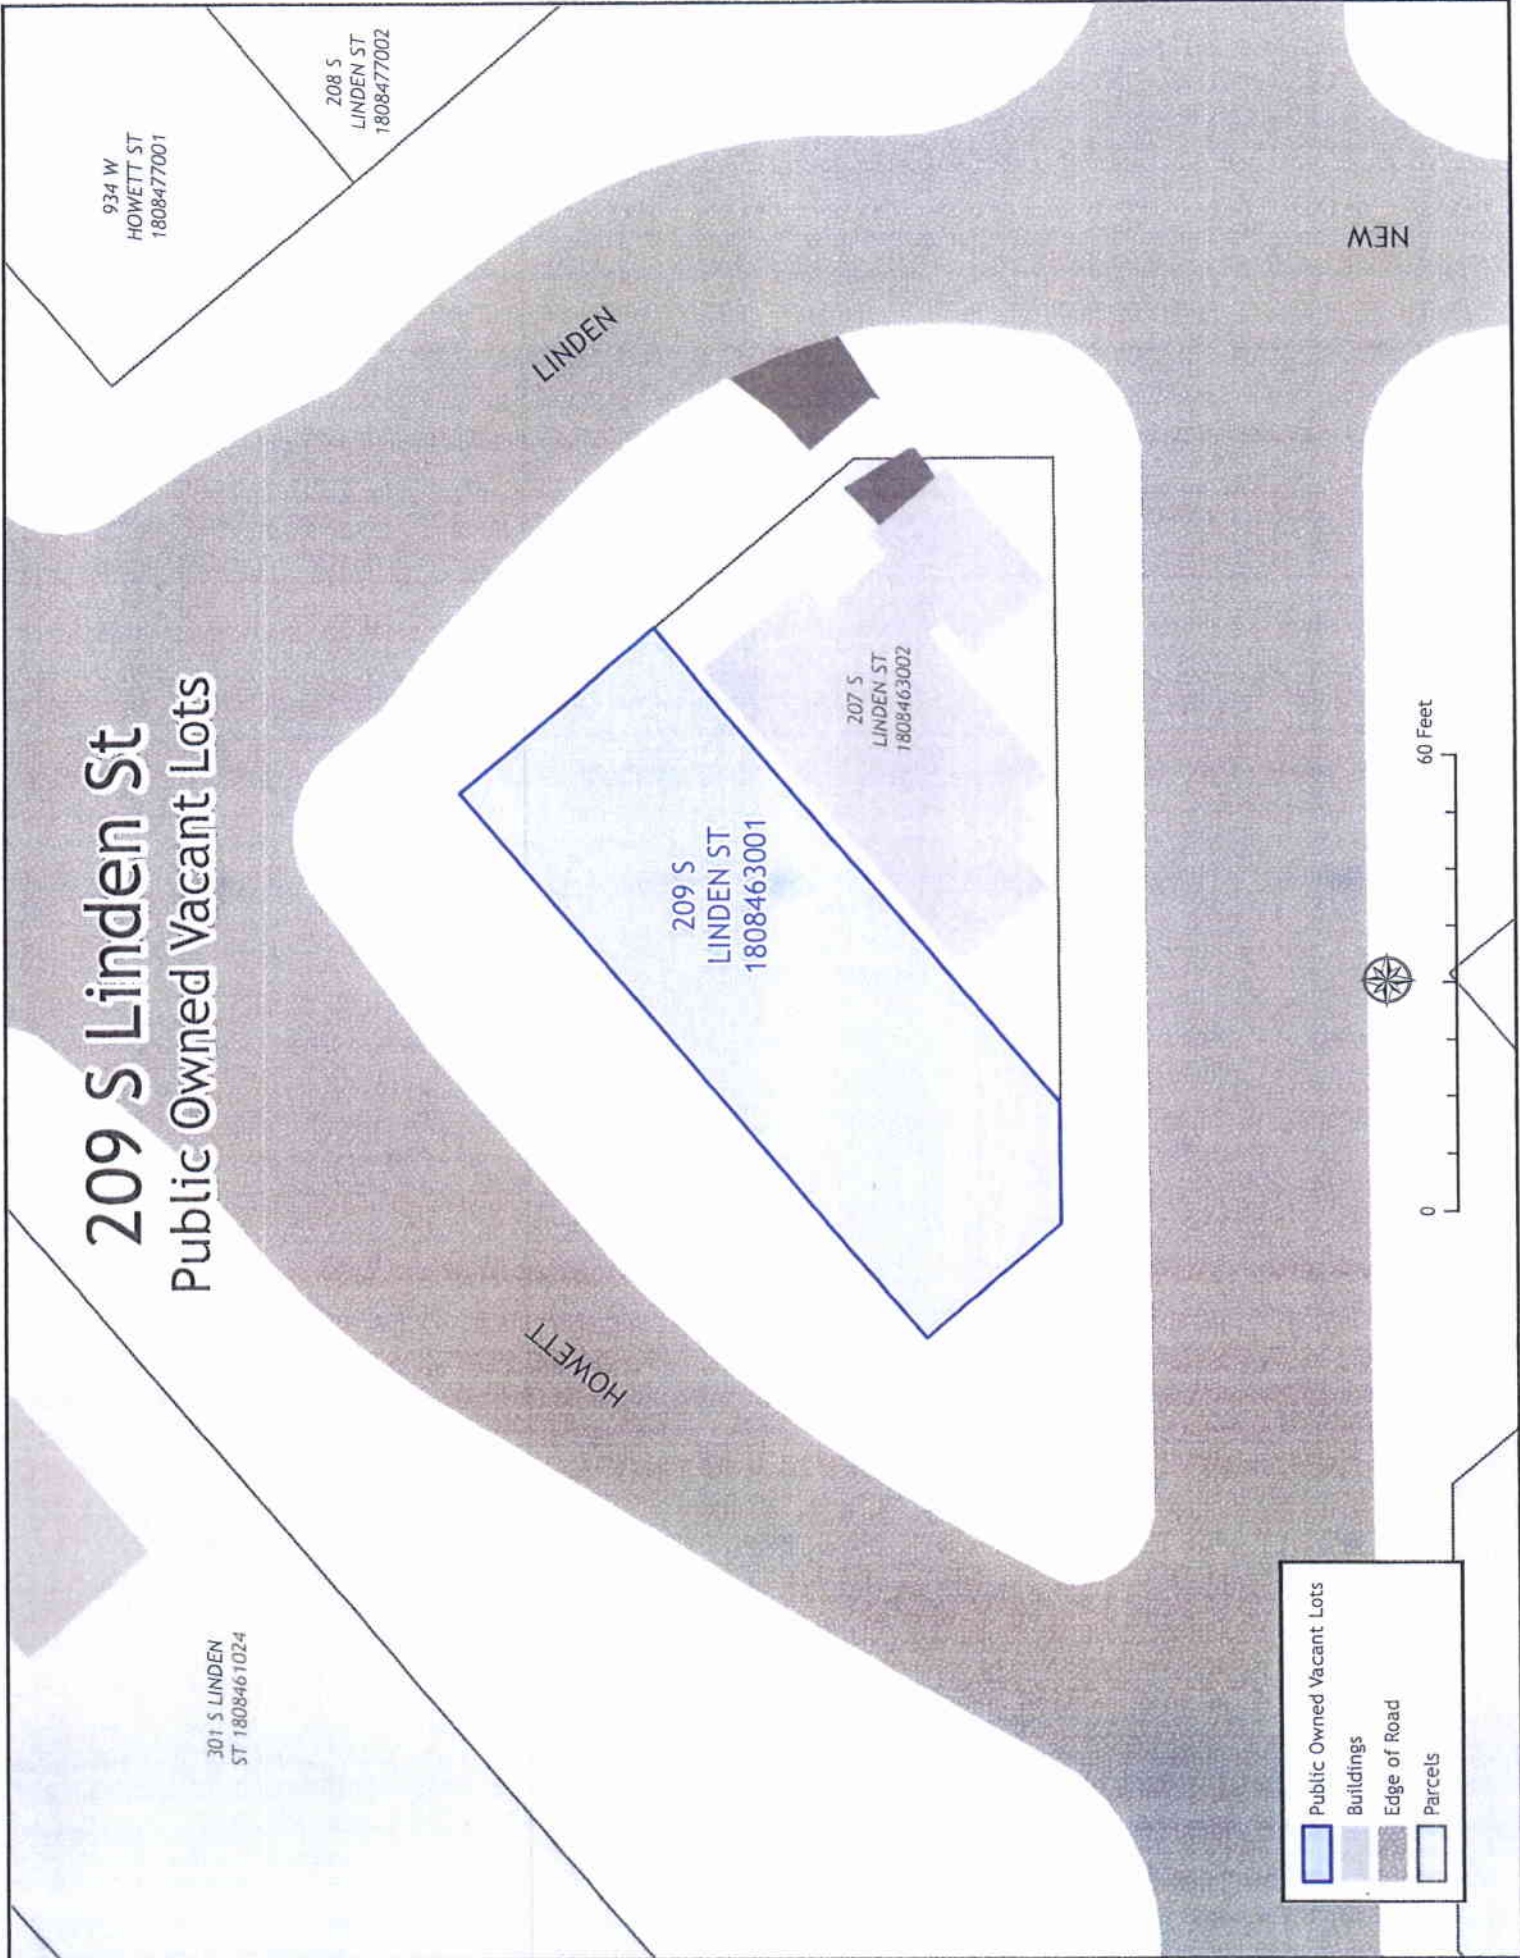 209 S Linden St
Public Owned Vacant Lots
934 W
HOWETT ST
1808477001
208 S
LINDEN ST
1808477002
301 S LINDEN
ST 1808461024
LINDEN
HOWETT
209 S
LINDEN ST
1808463001
207 S
LINDEN ST
1808463002
NEW
0
60 Feet
Public Owned Vacant Lots
Buildings
Edge of Road
Parcels